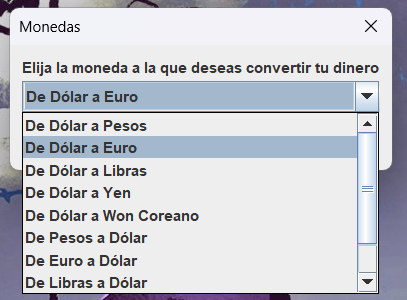 Monedas
Elija la moneda a la que deseas convertir tu dinero
De Dólar a Euro
De Dólar a Pesos
De Dólar a Euro
De Dólar a Libras
De Dólar a Yen
De Dólar a Won Coreano
De Pesos a Dólar
De Euro a Dólar
De Libras a Dólar